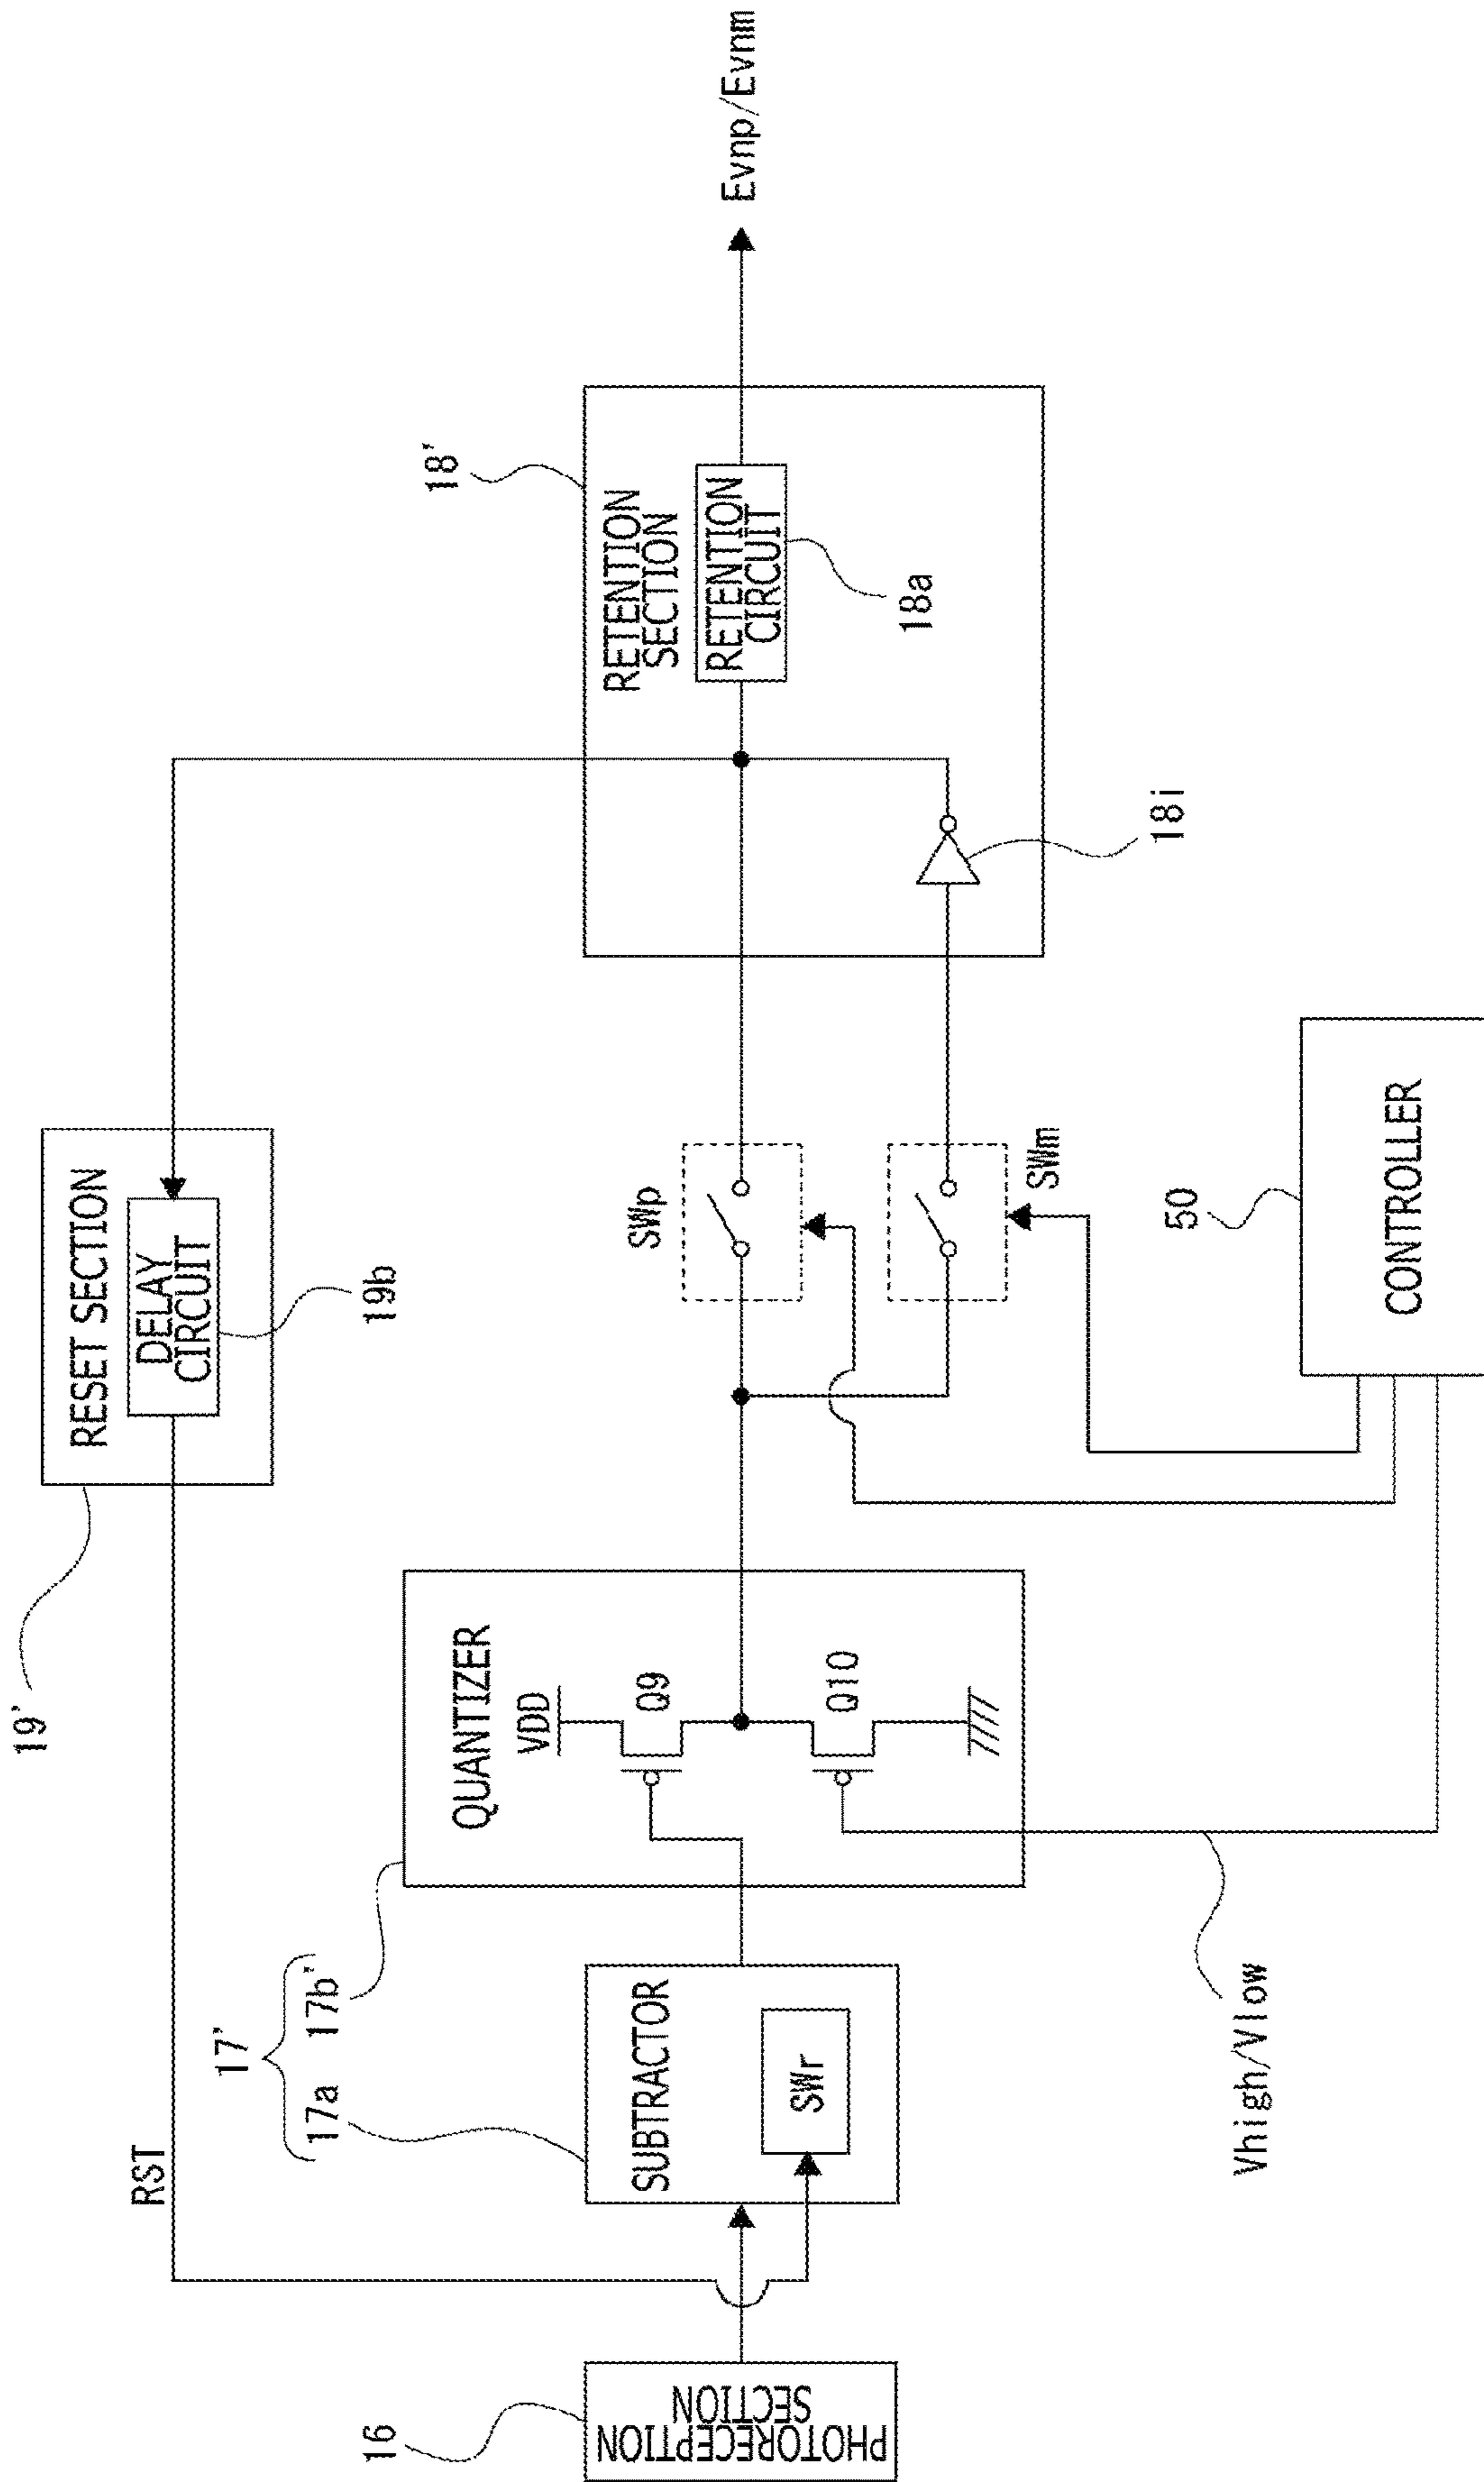 19'
RESET SECTION
DELAY
CIRCUIT
19b
RST
17'
17a
17b'
16
PHOTORECEPTION
SECTION
SUBTRACTOR
SWr
QUANTIZER
VDD
Q9
Q10
Vhigh/Vlow
SWp
SWm
50
CONTROLLER
18'
RETENTION
SECTION
RETENTION
CIRCUIT
18a
18i
Evnp/Evnm